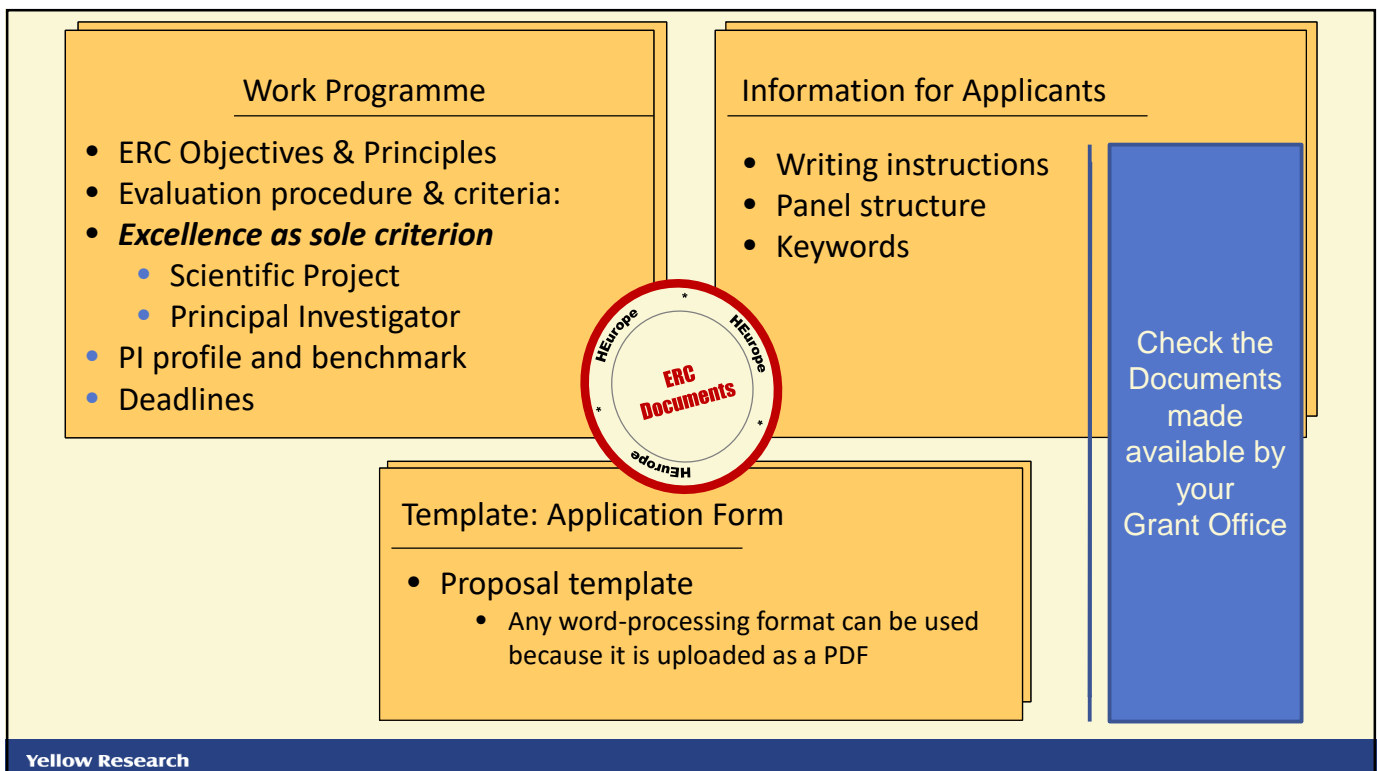 Work Programme
• ERC Objectives & Principles
• Evaluation procedure & criteria:
• Excellence as sole criterion
• Scientific Project
• Principal Investigator
• PI profile and benchmark
• Deadlines
Information for Applicants
• Writing instructions
• Panel structure
• Keywords
* HEurope * HEurope * HEurope
ERC
Documents
Template: Application Form
• Proposal template
• Any word-processing format can be used
because it is uploaded as a PDF
Check the
Documents
made
available by
your
Grant Office
Yellow Research